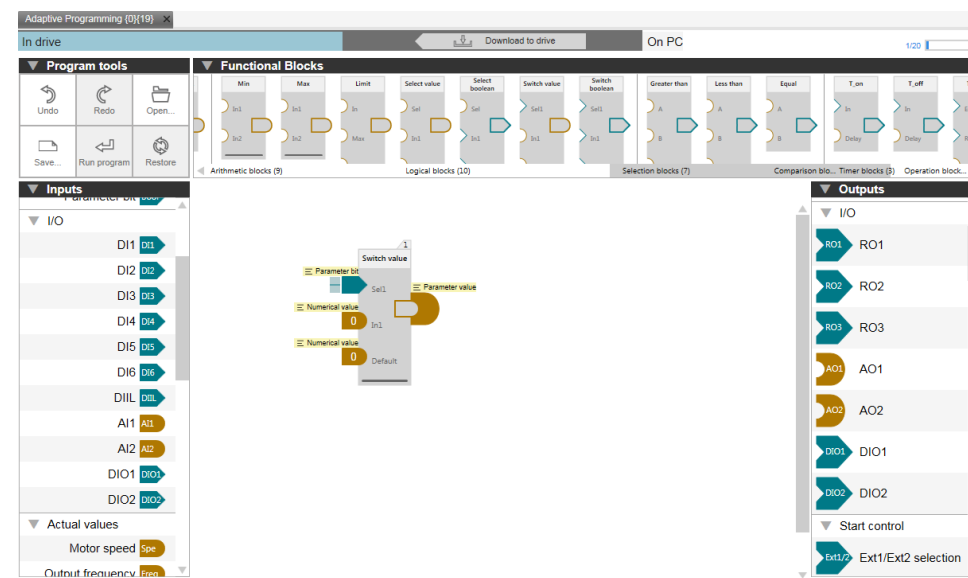 Adaptive Programming {0}{19} ×
In drive
Download to drive
On PC
1/20
Program tools
Undo
Redo
Open...
Save...
Run program
Restore
Functional Blocks
Min
In1
In2
Max
In1
In2
Limit
In
Max
Select value
Sel
In1
Select boolean
Sel
In1
Switch value
Sel1
In1
Switch boolean
Sel1
In1
Greater than
A
B
Less than
A
B
Equal
A
B
T_on
In
Delay
T_off
In
Delay
Arithmetic blocks (9)
Logical blocks (10)
Selection blocks (7)
Comparison blo...
Timer blocks (3)
Operation block...
Inputs
Parameter bit
I/O
DI1 DI1
DI2 DI2
DI3 DI3
DI4 DI4
DI5 DI5
DI6 DI6
DIIL DIIL
AI1 AI1
AI2 AI2
DIO1 DIO1
DIO2 DIO2
Actual values
Motor speed Spe
Output frequency Freq
1
Switch value
Parameter bit
Sel1
Parameter value
Numerical value
0 In1
Numerical value
0 Default
Outputs
I/O
RO1 RO1
RO2 RO2
RO3 RO3
AO1 AO1
AO2 AO2
DIO1 DIO1
DIO2 DIO2
Start control
Ext1/2 Ext1/Ext2 selection